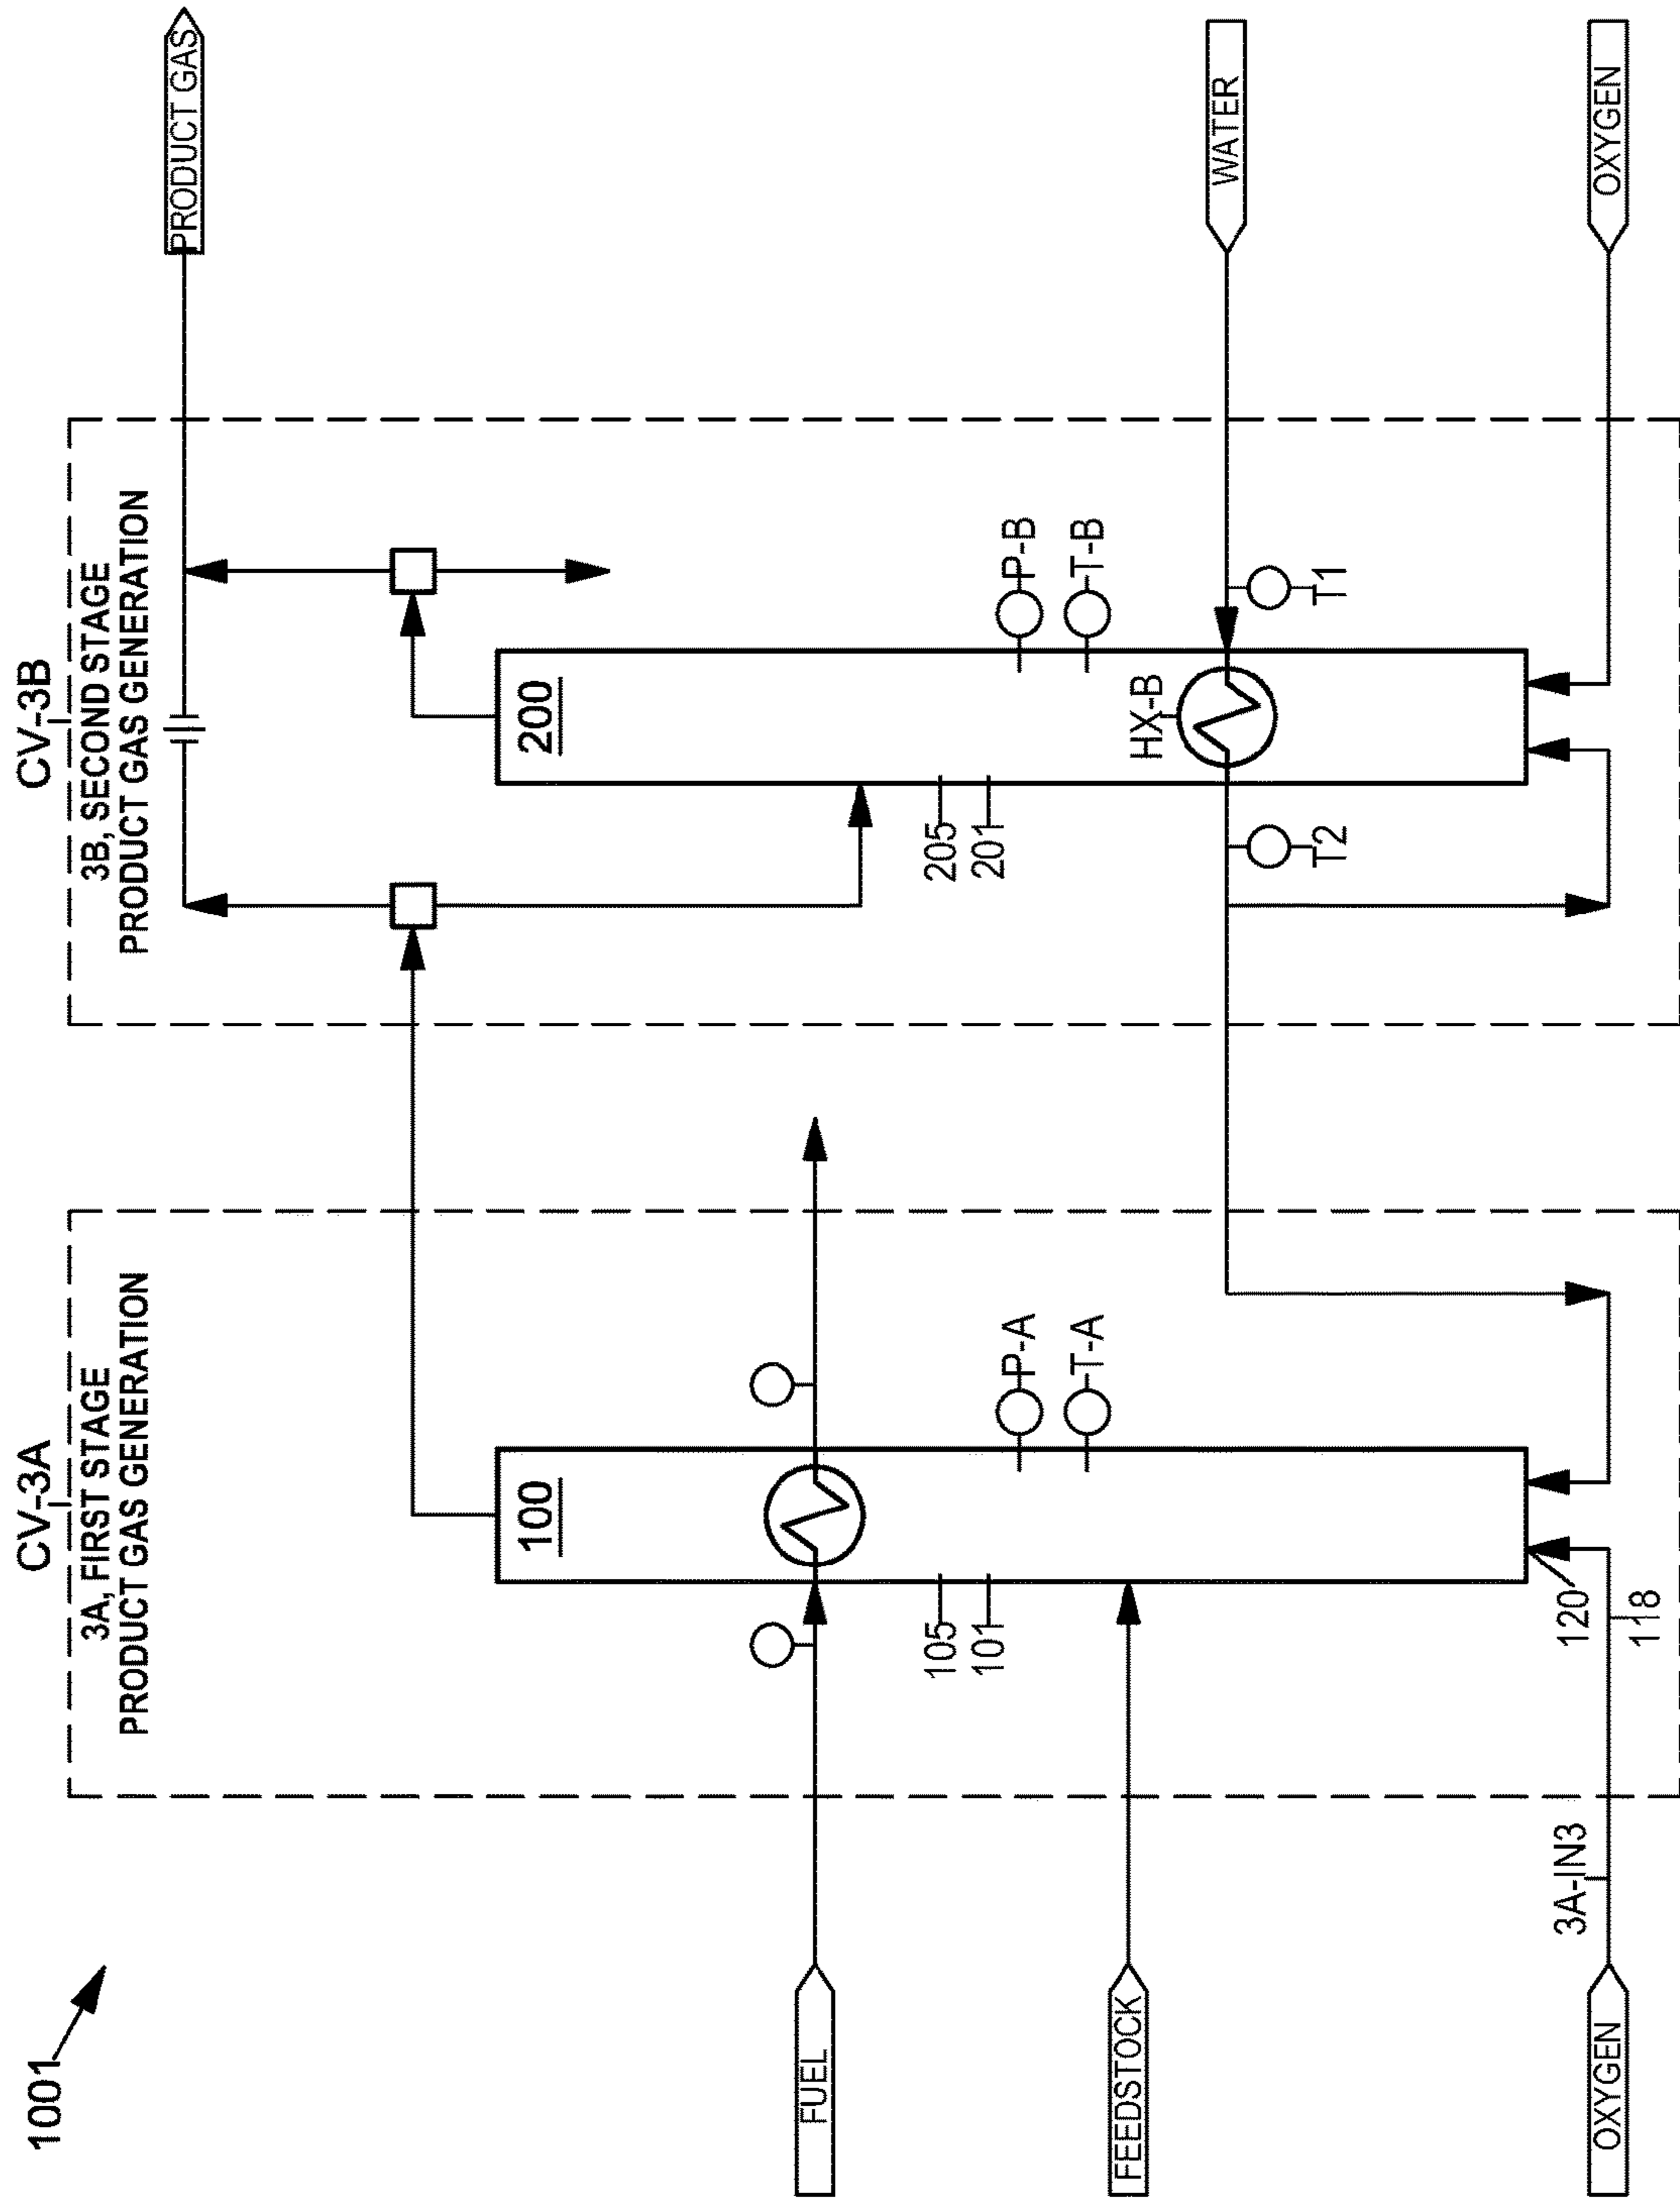 1001
CV-3A
3A, FIRST STAGE
PRODUCT GAS GENERATION
CV-3B
3B, SECOND STAGE
PRODUCT GAS GENERATION
PRODUCT GAS
100
200
FUEL
105
101
P-A
T-A
205
201
P-B
T-B
FEEDSTOCK
HX-B
WATER
T2
T1
120
118
3A-IN3
OXYGEN
OXYGEN